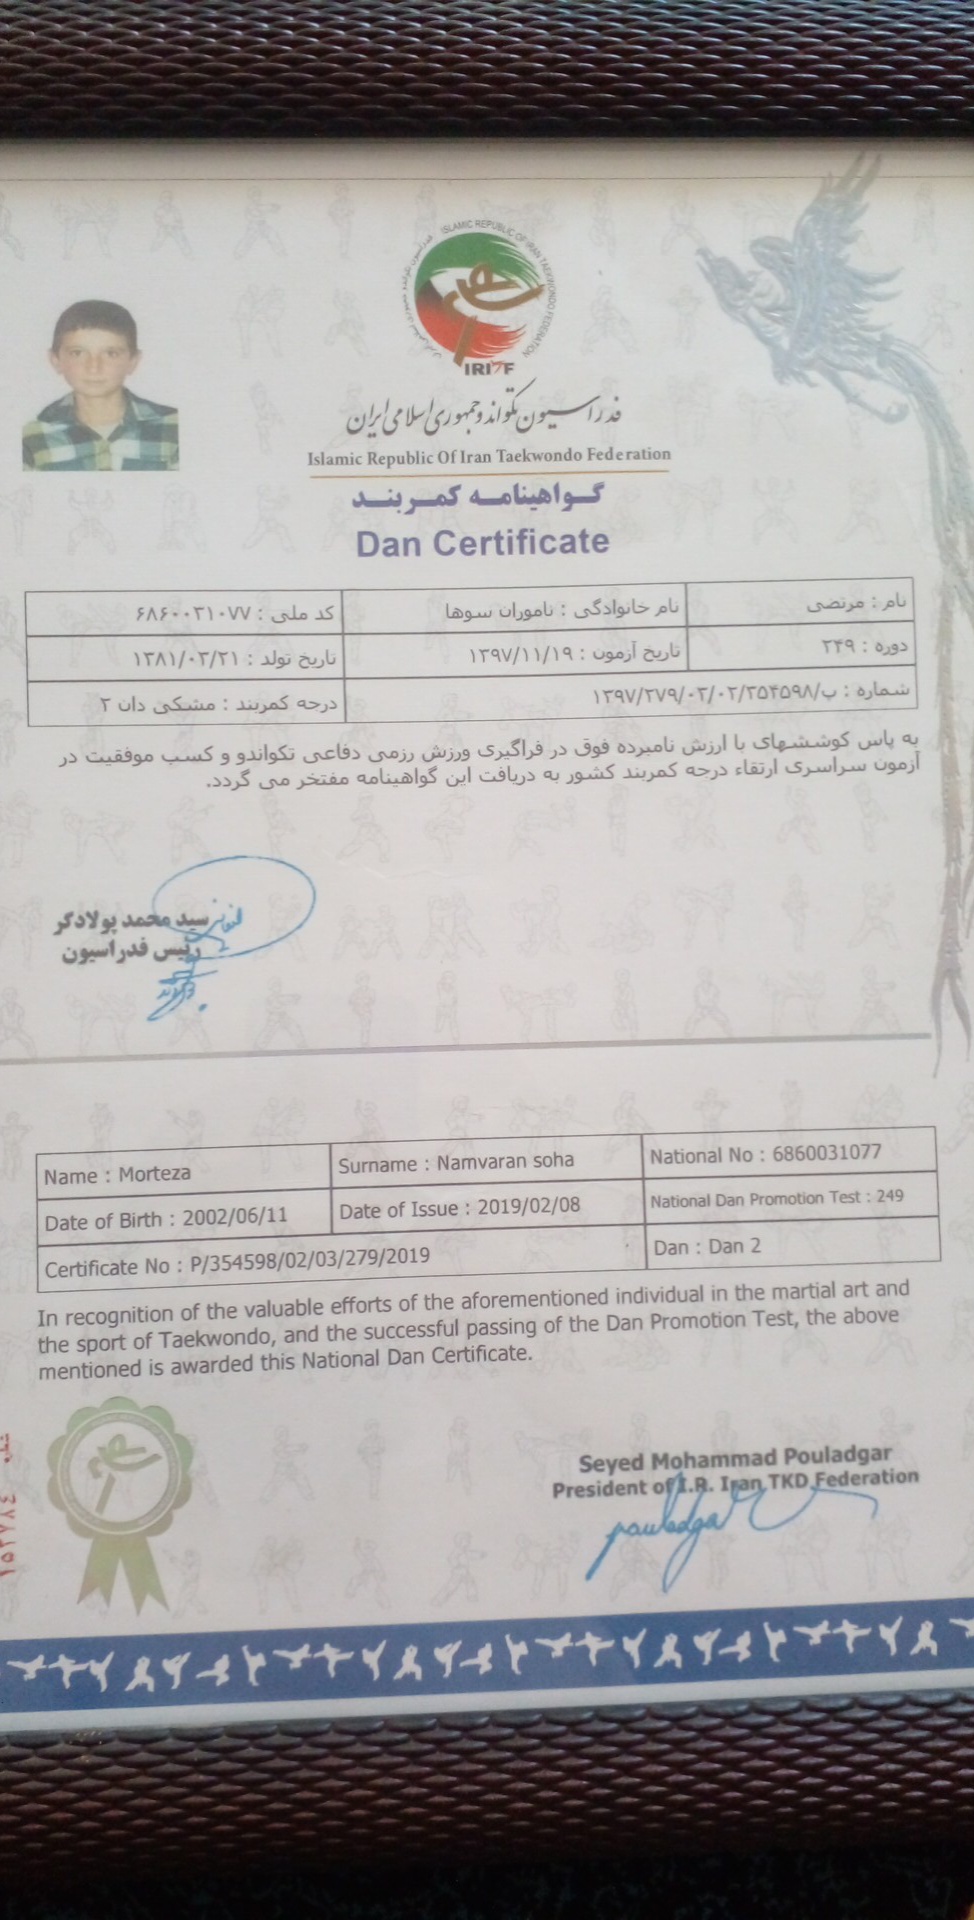 ISLAMIC REPUBLIC OF IRAN TAEKWONDO FEDERATION
IRITF
فدراسیون تکواندو جمهوری اسلامی ایران
Islamic Republic Of Iran Taekwondo Federation
گواهینامه کمربند
Dan Certificate
نام : مرتضی نام خانوادگی : ناموران سوها کد ملی : ۶۸۶۰۰۳۱۰۷۷
دوره : ۲۴۹ تاریخ آزمون : ۱۳۹۷/۱۱/۱۹ تاریخ تولد : ۱۳۸۱/۰۳/۲۱
شماره : پ/۱۳۹۷/۲۷۹/۰۳/۰۲/۳۵۴۵۹۸ درجه کمربند : مشکی دان ۲
به پاس کوششهای با ارزش نامبرده فوق در فراگیری ورزش رزمی دفاعی تکواندو و کسب موفقیت در
آزمون سراسری ارتقاء درجه کمربند کشور به دریافت این گواهینامه مفتخر می گردد.
سید محمد پولادگر
رئیس فدراسیون
Name : Morteza Surname : Namvaran soha National No : 6860031077
Date of Birth : 2002/06/11 Date of Issue : 2019/02/08 National Dan Promotion Test : 249
Certificate No : P/354598/02/03/279/2019 Dan : Dan 2
In recognition of the valuable efforts of the aforementioned individual in the martial art and
the sport of Taekwondo, and the successful passing of the Dan Promotion Test, the above
mentioned is awarded this National Dan Certificate.
Seyed Mohammad Pouladgar
President of I.R. Iran TKD Federation
pouladgar